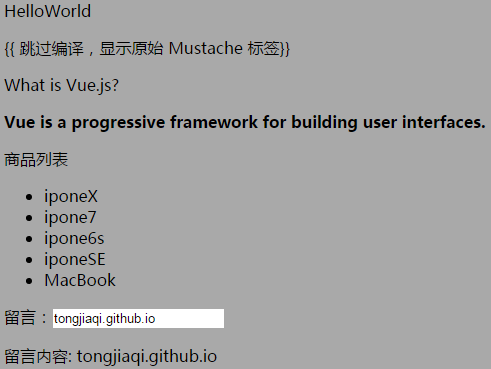 HelloWorld
{{ 跳过编译，显示原始 Mustache 标签}}
What is Vue.js?
Vue is a progressive framework for building user interfaces.
商品列表
iponeX
ipone7
ipone6s
iponeSE
MacBook
留言：tongjiaqi.github.io
留言内容: tongjiaqi.github.io